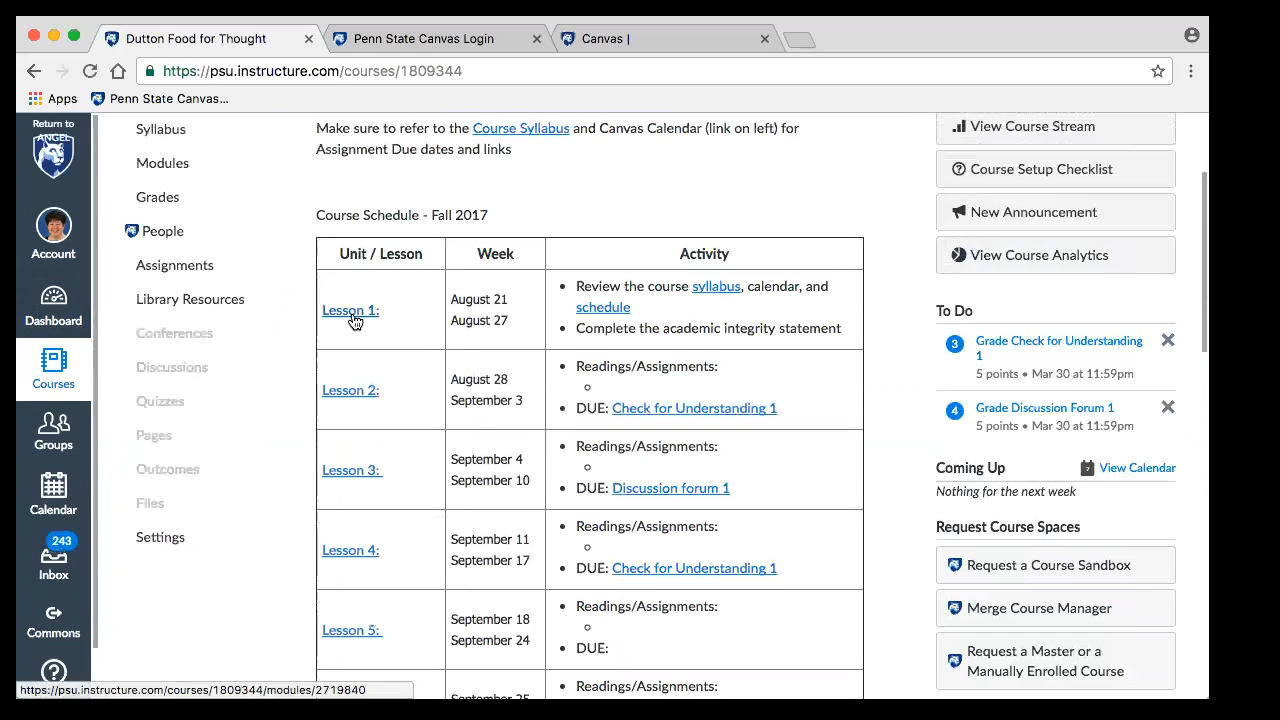 Dutton Food for Thought
Penn State Canvas Login
Canvas |
https://psu.instructure.com/courses/1809344
Apps
Penn State Canvas...
Return to
ANGEL
Account
Dashboard
Courses
Groups
Calendar
243
Inbox
Commons
Syllabus
Modules
Grades
People
Assignments
Library Resources
Conferences
Discussions
Quizzes
Pages
Outcomes
Files
Settings
Make sure to refer to the Course Syllabus and Canvas Calendar (link on left) for
Assignment Due dates and links
Course Schedule - Fall 2017
Unit / Lesson Week Activity
Lesson 1:
August 21
August 27
Review the course syllabus, calendar, and
schedule
Complete the academic integrity statement
Lesson 2:
August 28
September 3
Readings/Assignments:
DUE: Check for Understanding 1
Lesson 3:
September 4
September 10
Readings/Assignments:
DUE: Discussion forum 1
Lesson 4:
September 11
September 17
Readings/Assignments:
DUE: Check for Understanding 1
Lesson 5:
September 18
September 24
Readings/Assignments:
DUE:
September 25
Readings/Assignments:
View Course Stream
Course Setup Checklist
New Announcement
View Course Analytics
To Do
3
Grade Check for Understanding
1
5 points • Mar 30 at 11:59pm
4
Grade Discussion Forum 1
5 points • Mar 30 at 11:59pm
Coming Up
View Calendar
Nothing for the next week
Request Course Spaces
Request a Course Sandbox
Merge Course Manager
Request a Master or a
Manually Enrolled Course
https://psu.instructure.com/courses/1809344/modules/2719840